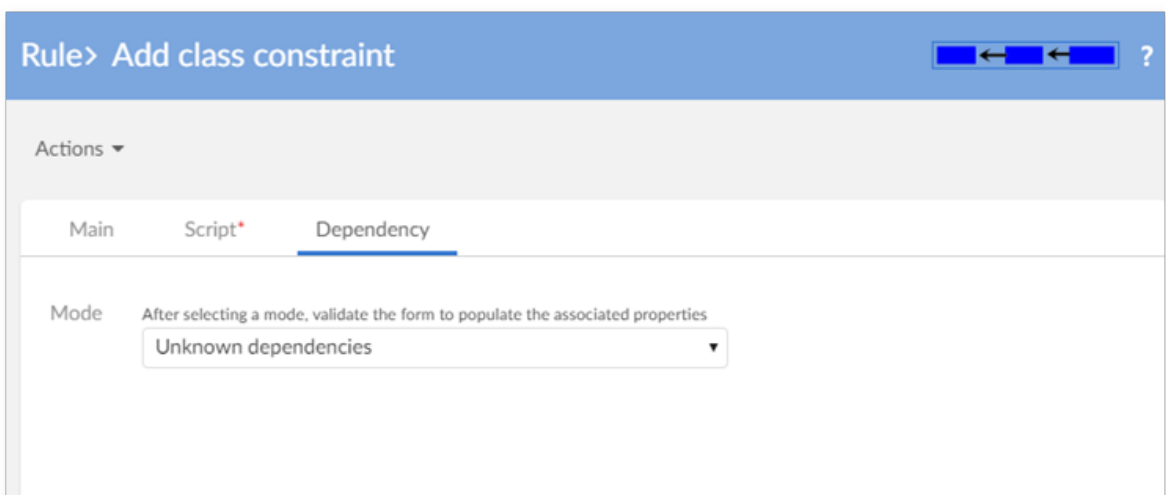 Rule> Add class constraint
?
Actions
Main Script* Dependency
Mode After selecting a mode, validate the form to populate the associated properties
Unknown dependencies